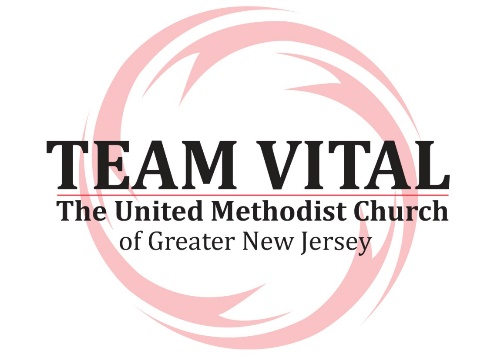 TEAM VITAL
The United Methodist Church
of Greater New Jersey